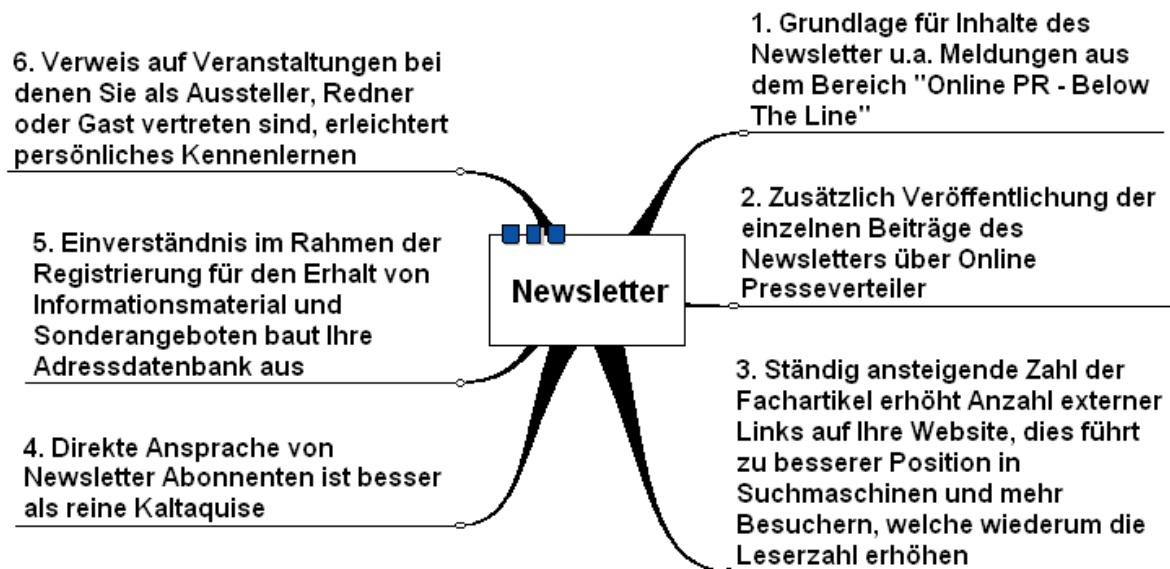 1. Grundlage für Inhalte des
Newsletter u.a. Meldungen aus
dem Bereich "Online PR - Below
The Line"
2. Zusätzlich Veröffentlichung der
einzelnen Beiträge des
Newsletters über Online
Presseverteiler
3. Ständig ansteigende Zahl der
Fachartikel erhöht Anzahl externer
Links auf Ihre Website, dies führt
zu besserer Position in
Suchmaschinen und mehr
Besuchern, welche wiederum die
Leserzahl erhöhen
4. Direkte Ansprache von
Newsletter Abonnenten ist besser
als reine Kaltaquise
5. Einverständnis im Rahmen der
Registrierung für den Erhalt von
Informationsmaterial und
Sonderangeboten baut Ihre
Adressdatenbank aus
6. Verweis auf Veranstaltungen bei
denen Sie als Aussteller, Redner
oder Gast vertreten sind, erleichtert
persönliches Kennenlernen
Newsletter